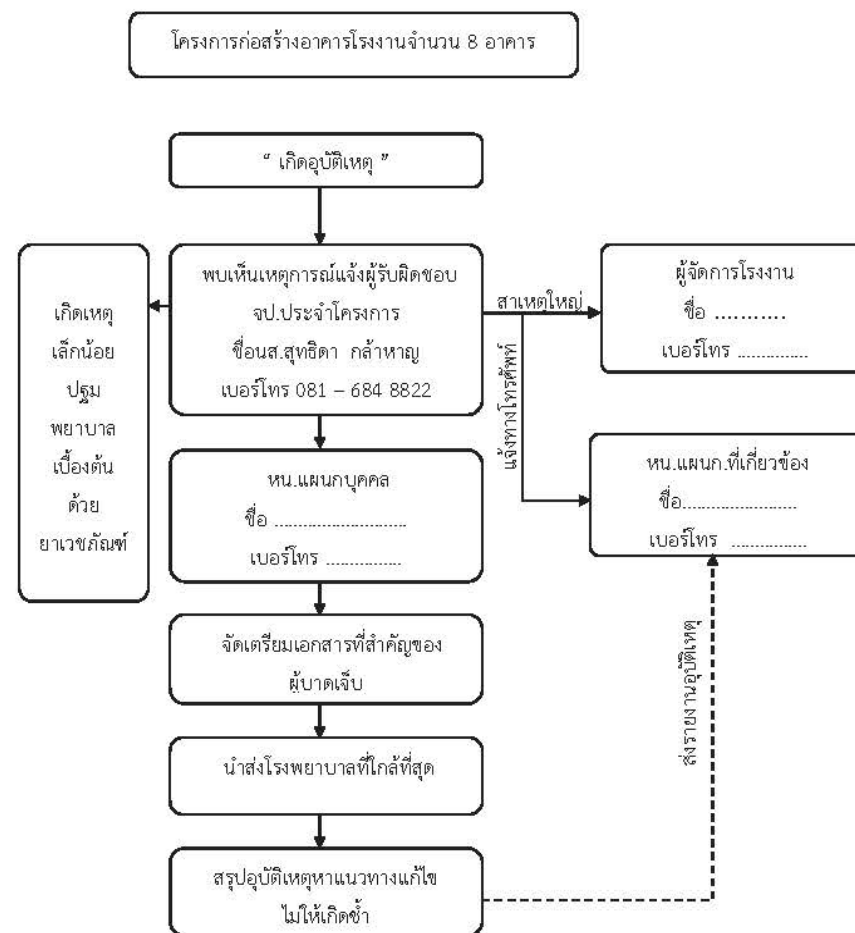 โครงการก่อสร้างอาคารโรงงานจำนวน 8 อาคาร
“ เกิดอุบัติเหตุ ”
เกิดเหตุ
เล็กน้อย
ปฐม
พยาบาล
เบื้องต้น
ด้วย
ยาเวชภัณฑ์
พบเห็นเหตุการณ์แจ้งผู้รับผิดชอบ
จป.ประจำโครงการ
ชื่อนส.สุทธิดา กล้าหาญ
เบอร์โทร 081 – 684 8822
สาเหตุใหญ่
แจ้งทางโทรศัพท์
ผู้จัดการโรงงาน
ชื่อ ...........
เบอร์โทร ...............
หน.แผนกบุคคล
ชื่อ ...........................
เบอร์โทร ...............
หน.แผนก.ที่เกี่ยวข้อง
ชื่อ.......................
เบอร์โทร ...............
จัดเตรียมเอกสารที่สำคัญของ
ผู้บาดเจ็บ
นำส่งโรงพยาบาลที่ใกล้ที่สุด
ส่งรายงานอุบัติเหตุ
สรุปอุบัติเหตุหาแนวทางแก้ไข
ไม่ให้เกิดซ้ำ